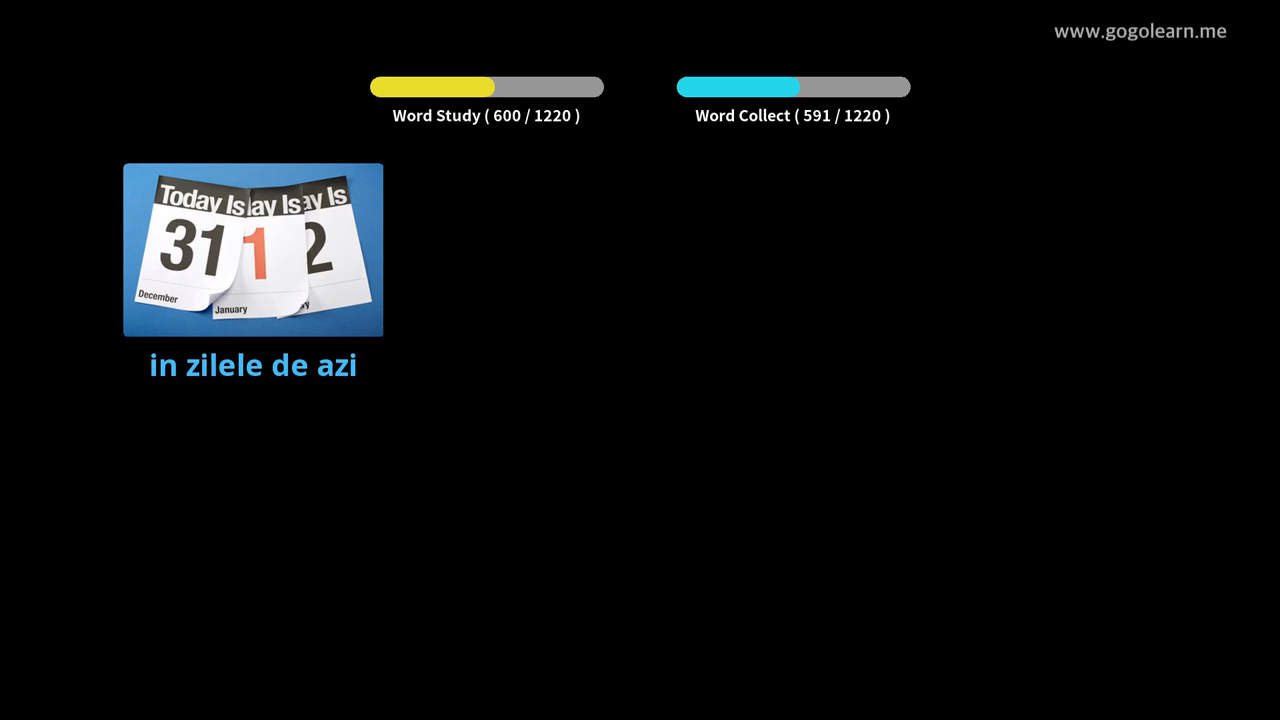 www.gogolearn.me
Word Study ( 600 / 1220 )
Word Collect ( 591 / 1220 )
Today Is
ay Is
ay Is
31
1
2
December
January
ry
in zilele de azi